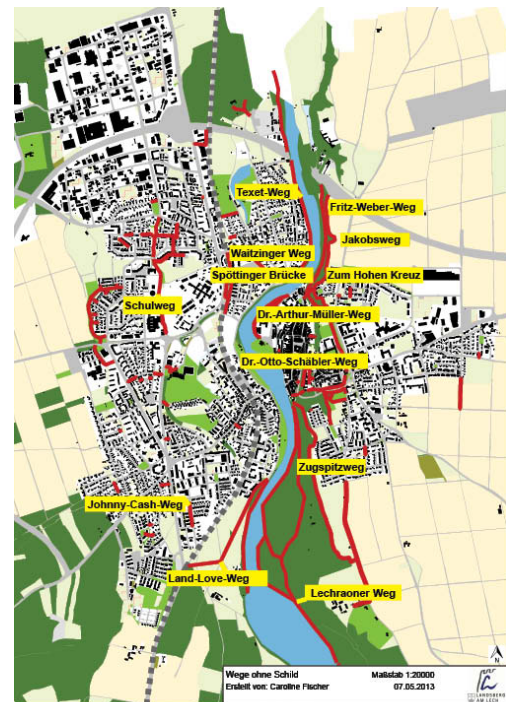 Texet-Weg
Fritz-Weber-Weg
Jakobsweg
Waitzinger Weg
Spöttinger Brücke
Zum Hohen Kreuz
Schulweg
Dr.-Arthur-Müller-Weg
Dr.-Otto-Schäbler-Weg
Zugspitzweg
Johnny-Cash-Weg
Land-Love-Weg
Lechraoner Weg
N
Wege ohne Schild
Maßstab 1:20000
Erstellt von: Caroline Fischer
07.05.2013
LANDSBERG
AM LECH